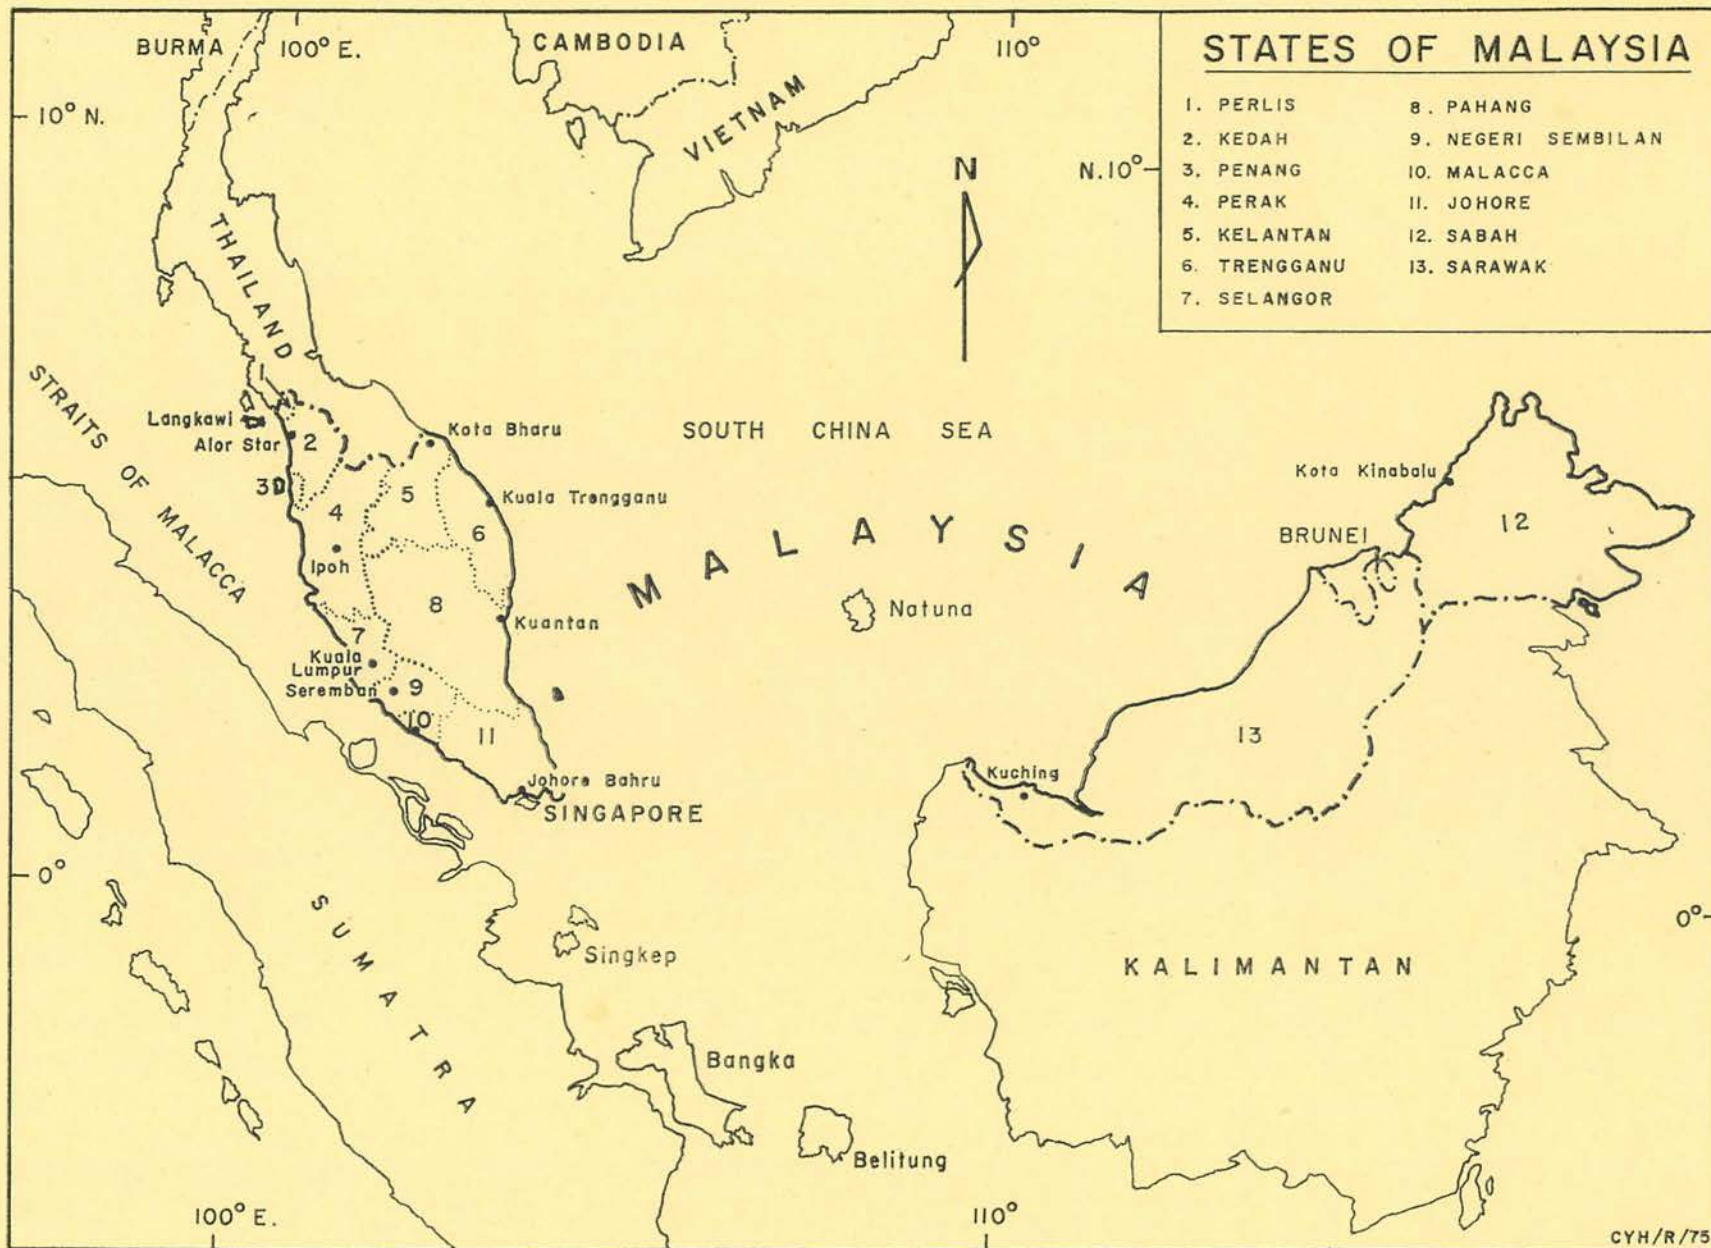 STATES OF MALAYSIA
1. PERLIS
2. KEDAH
3. PENANG
4. PERAK
5. KELANTAN
6. TRENGGANU
7. SELANGOR
8. PAHANG
9. NEGERI SEMBILAN
10. MALACCA
11. JOHORE
12. SABAH
13. SARAWAK
BURMA
100° E.
CAMBODIA
110°
10° N.
VIETNAM
N
N.10°
THAILAND
STRAITS OF MALACCA
1
Langkawi
Alor Star
2
Kota Bharu
SOUTH CHINA SEA
Kota Kinabalu
3
5
Kuala Trengganu
4
6
12
MALAYSIA
BRUNEI
Ipoh
8
Natuna
Kuantan
7
Kuala
Lumpur
Seremban
9
10
11
13
Johore Bahru
Kuching
SINGAPORE
0°
SUMATRA
0°
Singkep
KALIMANTAN
Bangka
Belitung
100° E.
110°
CYH/R/75